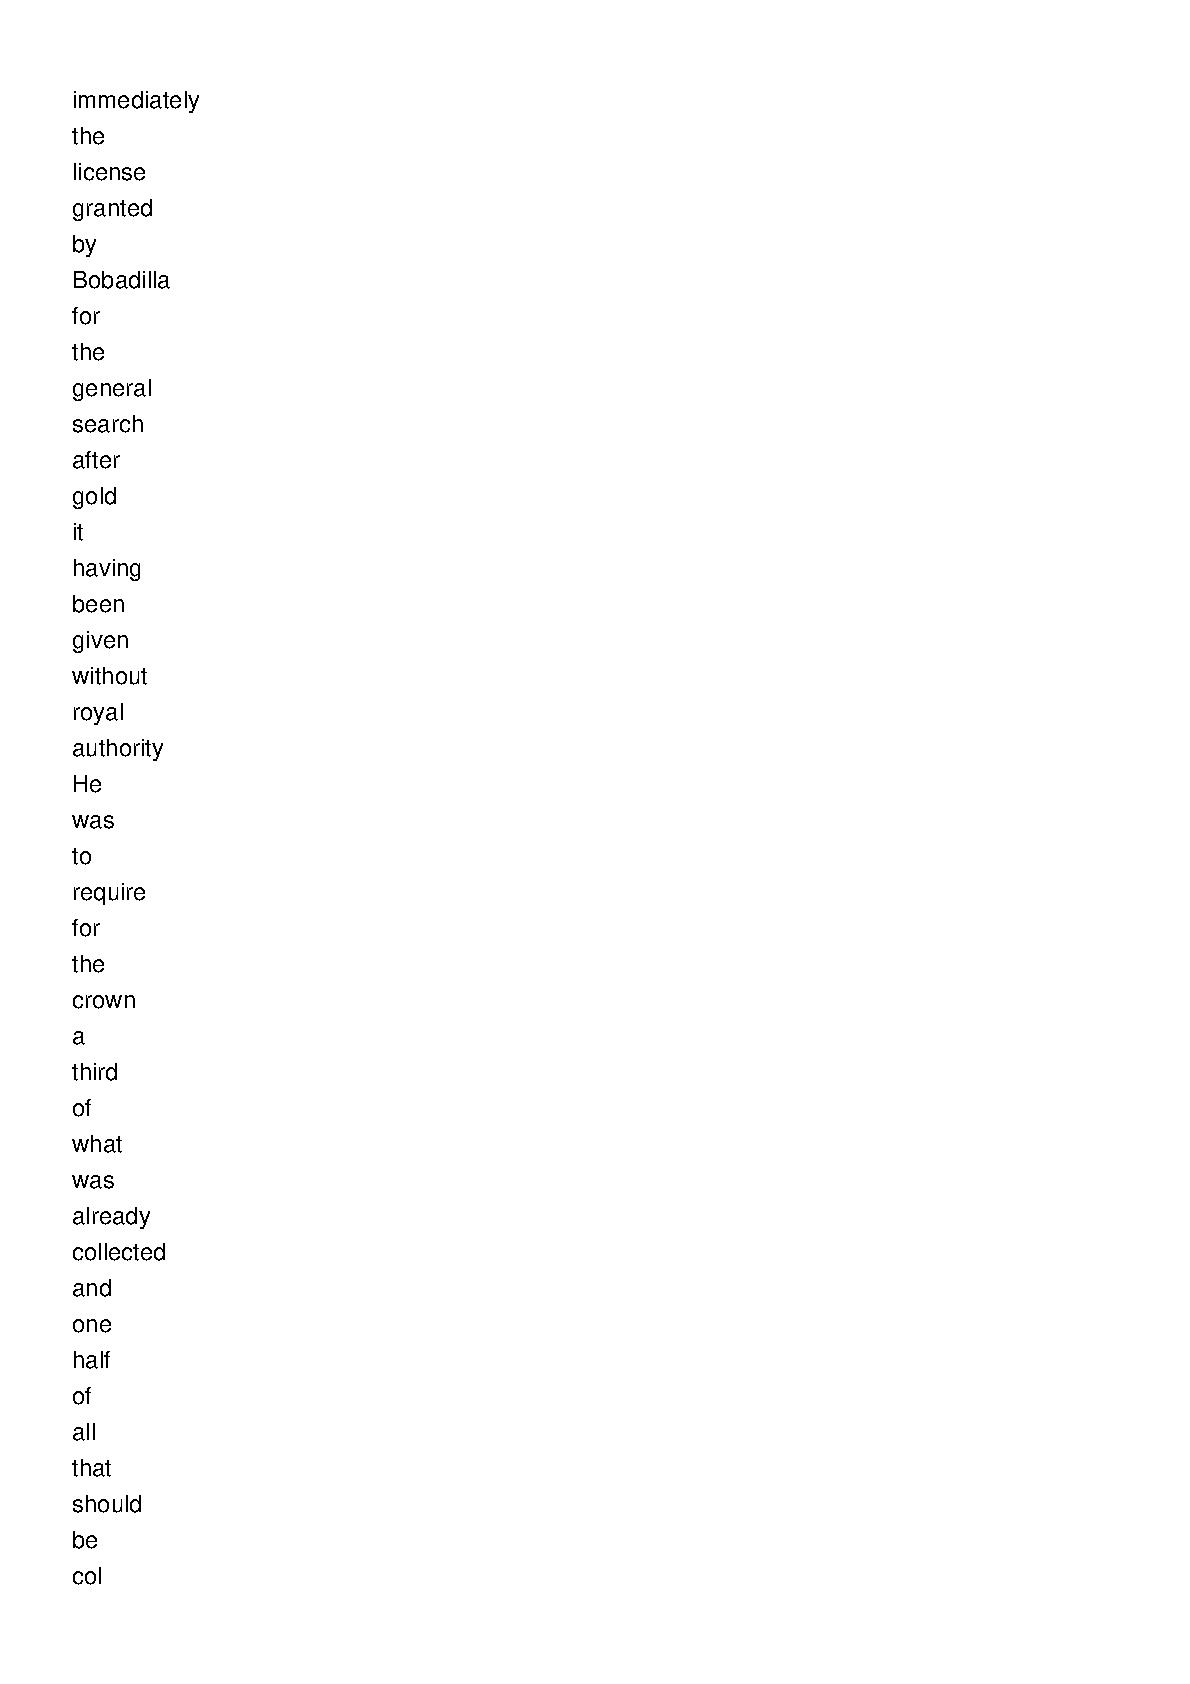 immediately
the
license
granted
by
Bobadilla
for
the
general
search
after
gold
it
having
been
given
without
royal
authority
He
was
to
require
for
the
crown
a
third
of
what
was
already
collected
and
one
half
of
all
that
should
be
col